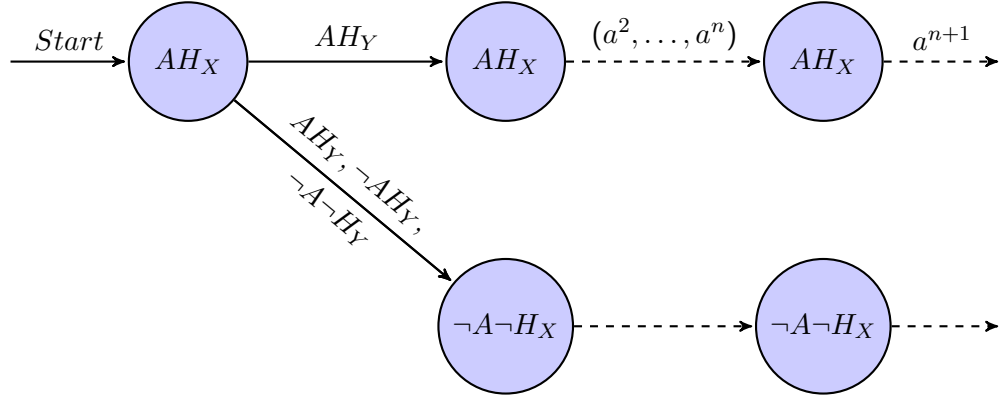 Start
AH_X
AH_Y
AH_X
(a^2, . . . , a^n)
AH_X
a^{n+1}
AH_Y, ¬AH_Y,
¬A¬H_Y
¬A¬H_X
¬A¬H_X